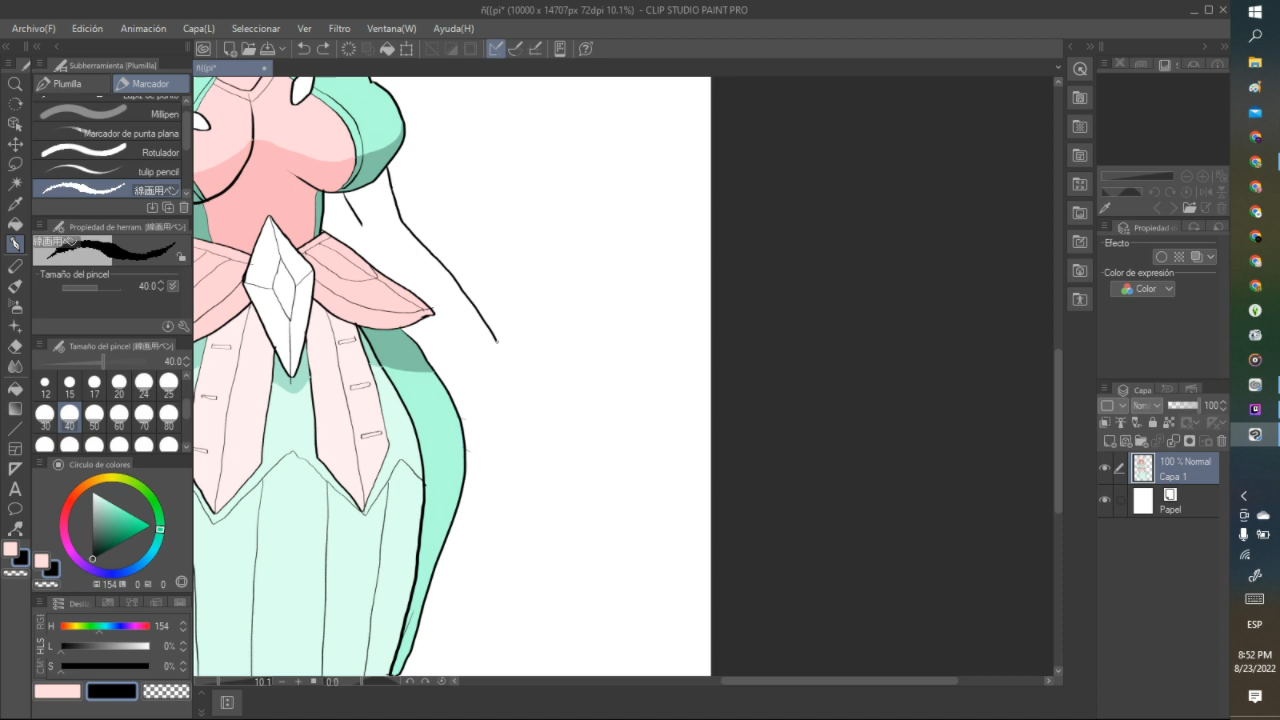 ñ{{pi* (10000 x 14707px 72dpi 10.1%) - CLIP STUDIO PAINT PRO
Archivo(F) Edición Animación Capa(L) Seleccionar Ver Filtro Ventana(W) Ayuda(H)
Subherramienta (Plumilla)
ñ{{pi*
Plumilla Marcador
Millipen
Marcador de punta plana
Rotulador
tulip pencil
線画用ペン
Propiedad de herram. (線画用ペン)
線画用ペン
Tamaño del pincel 40.0
Tamaño del pincel (線画用ペン)
40.0
12 15 17 20 24 25
30 40 50 60 70 80
Círculo de colores
154 0 0
RGB
HLS
H 154
L 0%
S 0%
10.1 0.0
Propiedad
Efecto
Color de expresión
Color
Capa
100
100 % Normal
Capa 1
Papel
ESP
8:52 PM
8/23/2022